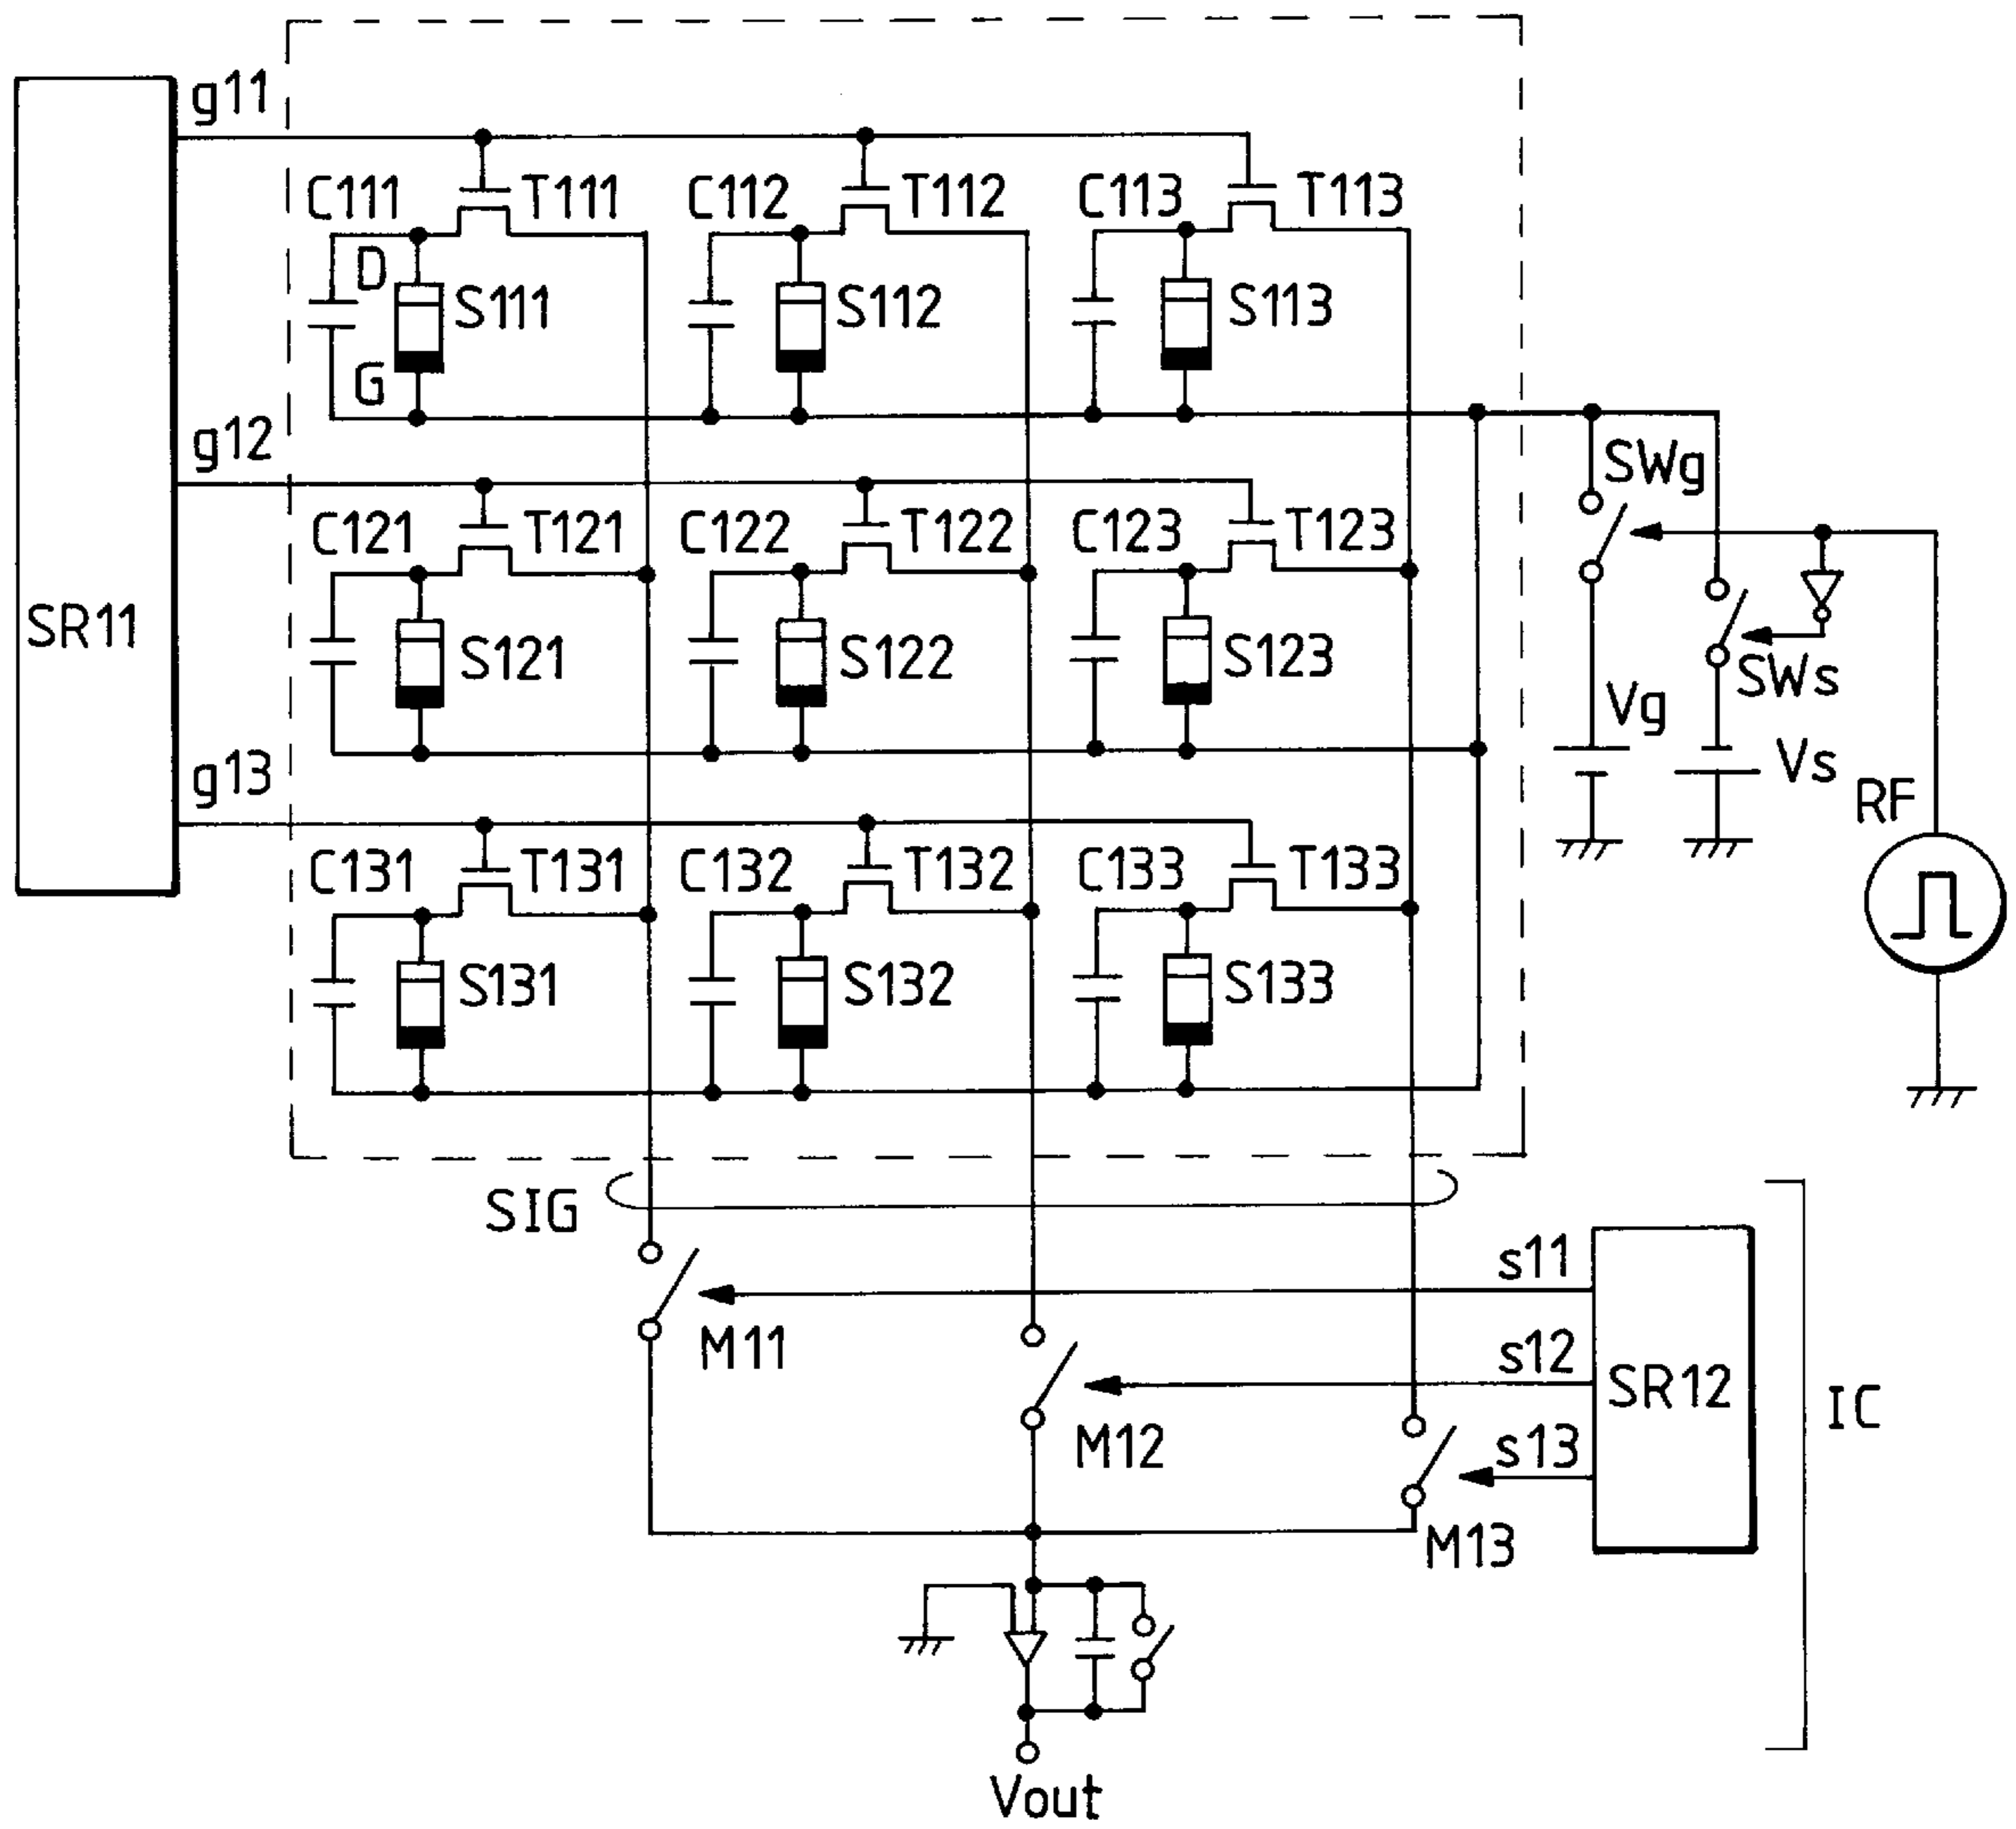 g11
C111 T111 C112 T112 C113 T113
D
S111 S112 S113
G
g12
SWg
C121 T121 C122 T122 C123 T123
SR11
S121 S122 S123
SWs
Vg
Vs
g13
RF
C131 T131 C132 T132 C133 T133
S131 S132 S133
SIG
s11
M11
s12
SR12
IC
M12
s13
M13
Vout